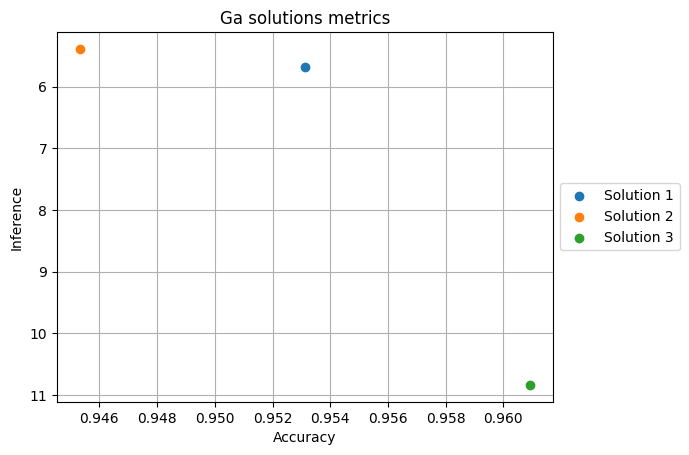 Ga solutions metrics
6
7
8
9
10
11
Inference
0.946 0.948 0.950 0.952 0.954 0.956 0.958 0.960
Accuracy
Solution 1
Solution 2
Solution 3